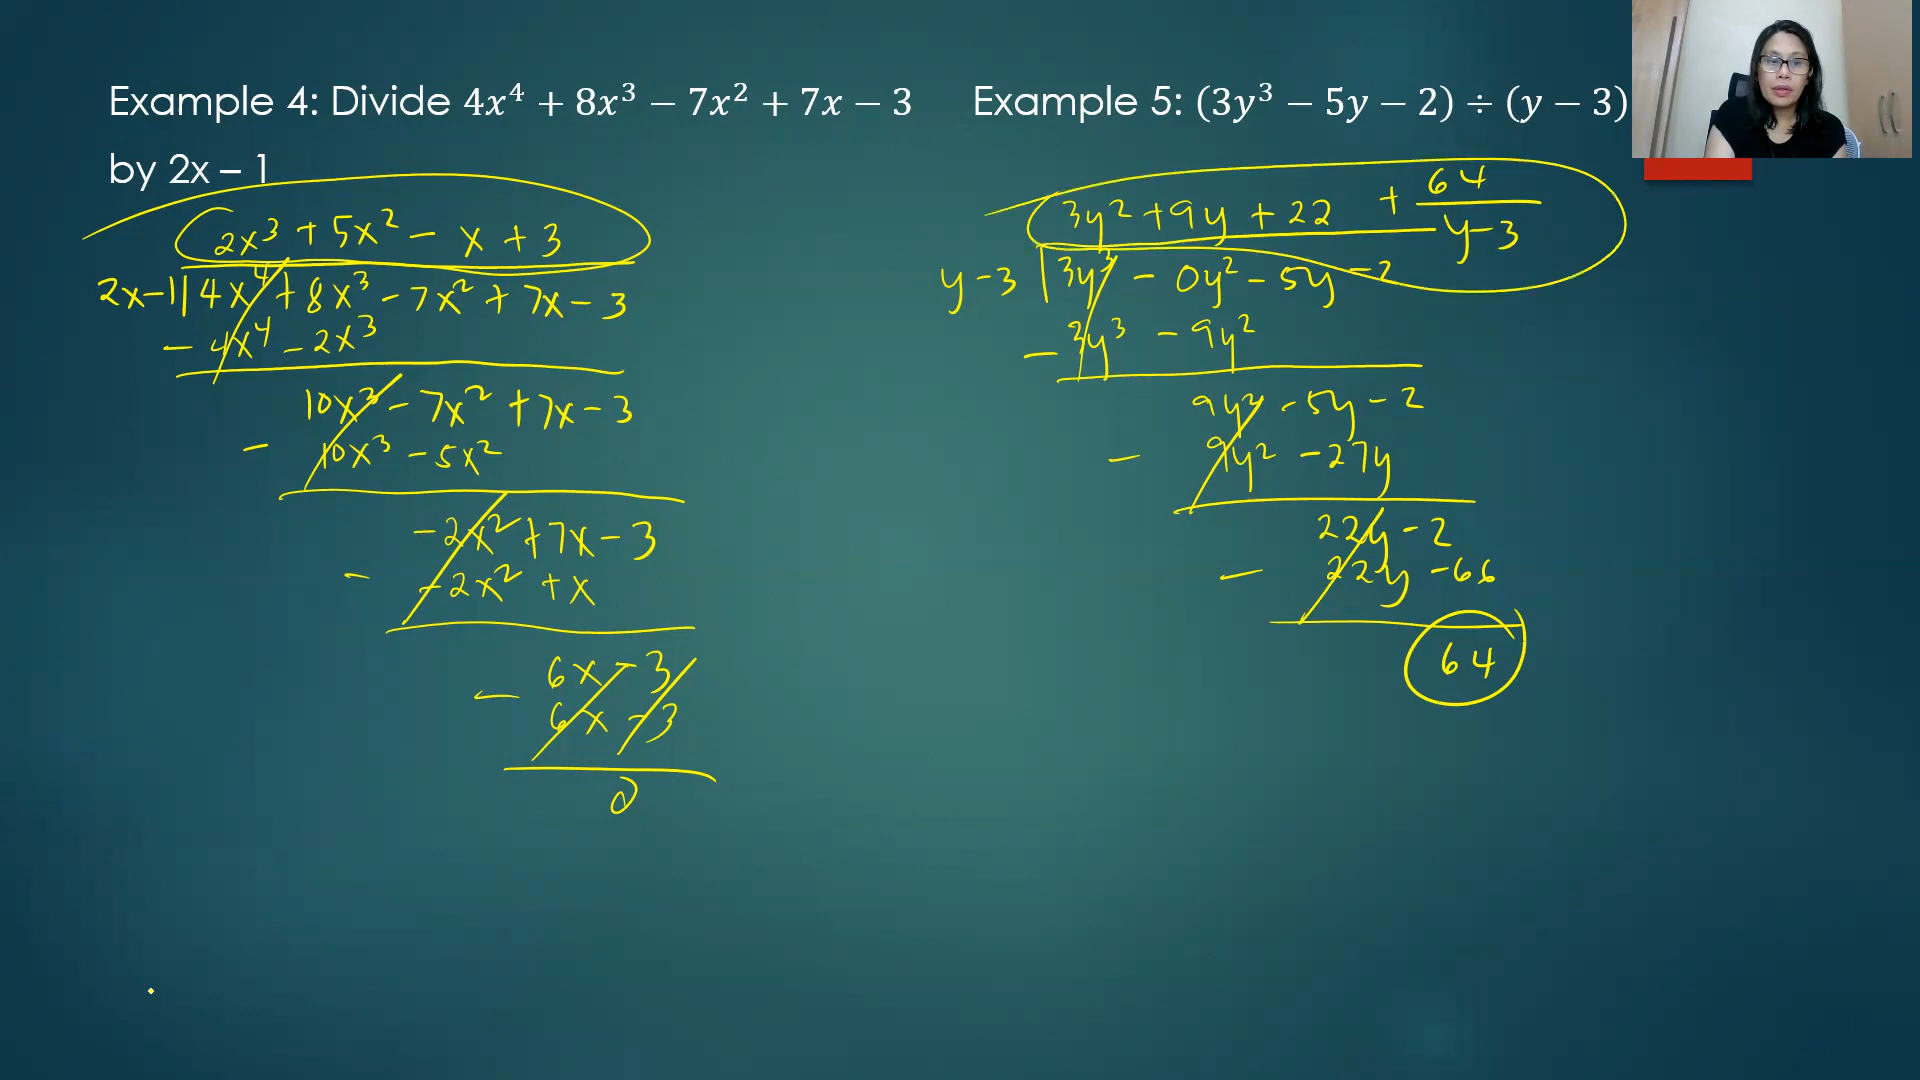 Example 4: Divide 4x⁴ + 8x³ − 7x² + 7x − 3
by 2x – 1
2x³ + 5x² − x + 3
2x−1 4x⁴ + 8x³ − 7x² + 7x − 3
− 4x⁴ − 2x³
10x³ − 7x² + 7x − 3
− 10x³ − 5x²
−2x² + 7x − 3
− −2x² + x
6x − 3
− 6x − 3
0
Example 5: (3y³ − 5y − 2) ÷ (y − 3)
3y² + 9y + 22 + 64
y−3
y−3 3y³ − 0y² − 5y − 2
− 3y³ − 9y²
9y² − 5y − 2
− 9y² − 27y
22y − 2
− 22y − 66
64